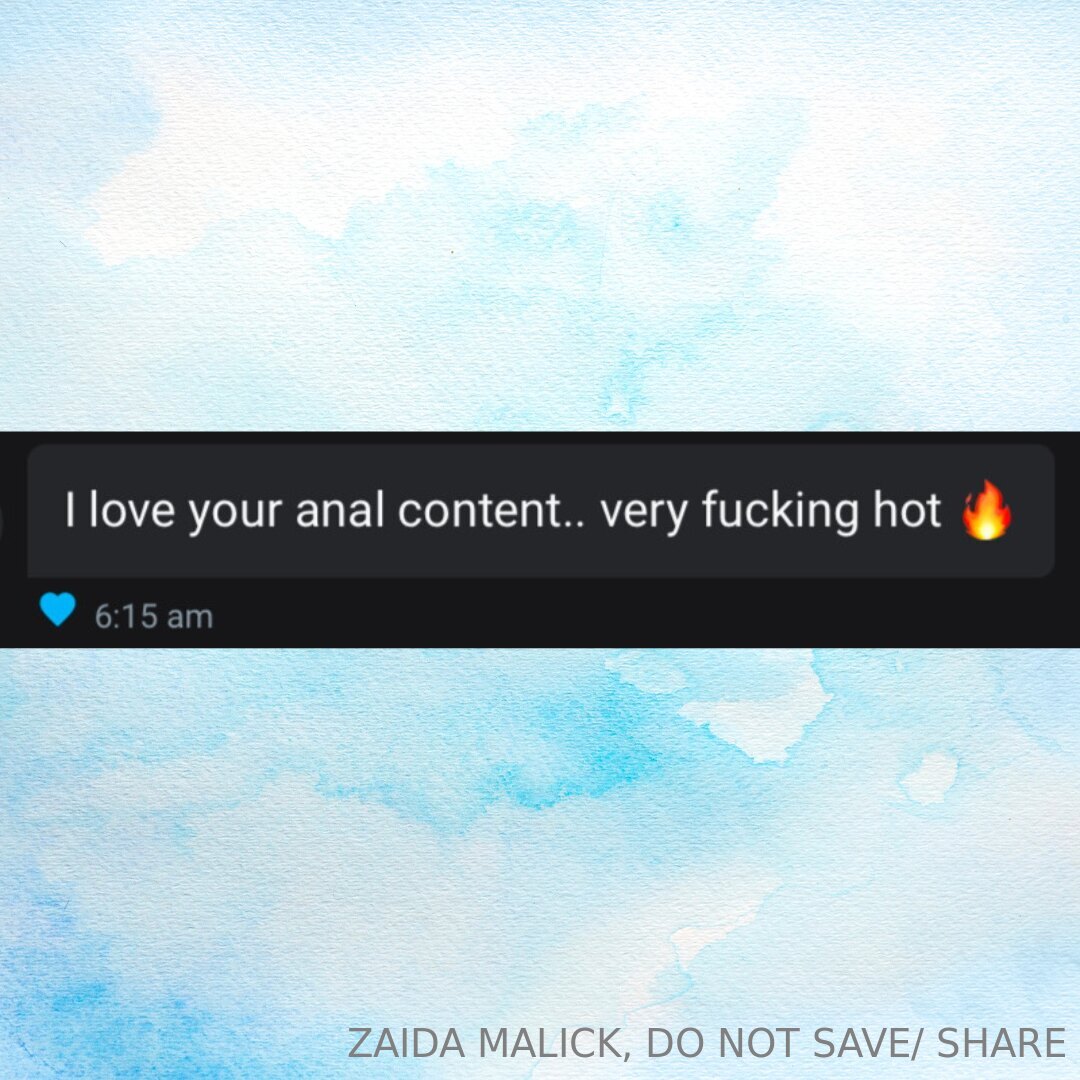 I love your anal content.. very fucking hot 🔥
💙 6:15 am
ZAIDA MALICK, DO NOT SAVE/ SHARE